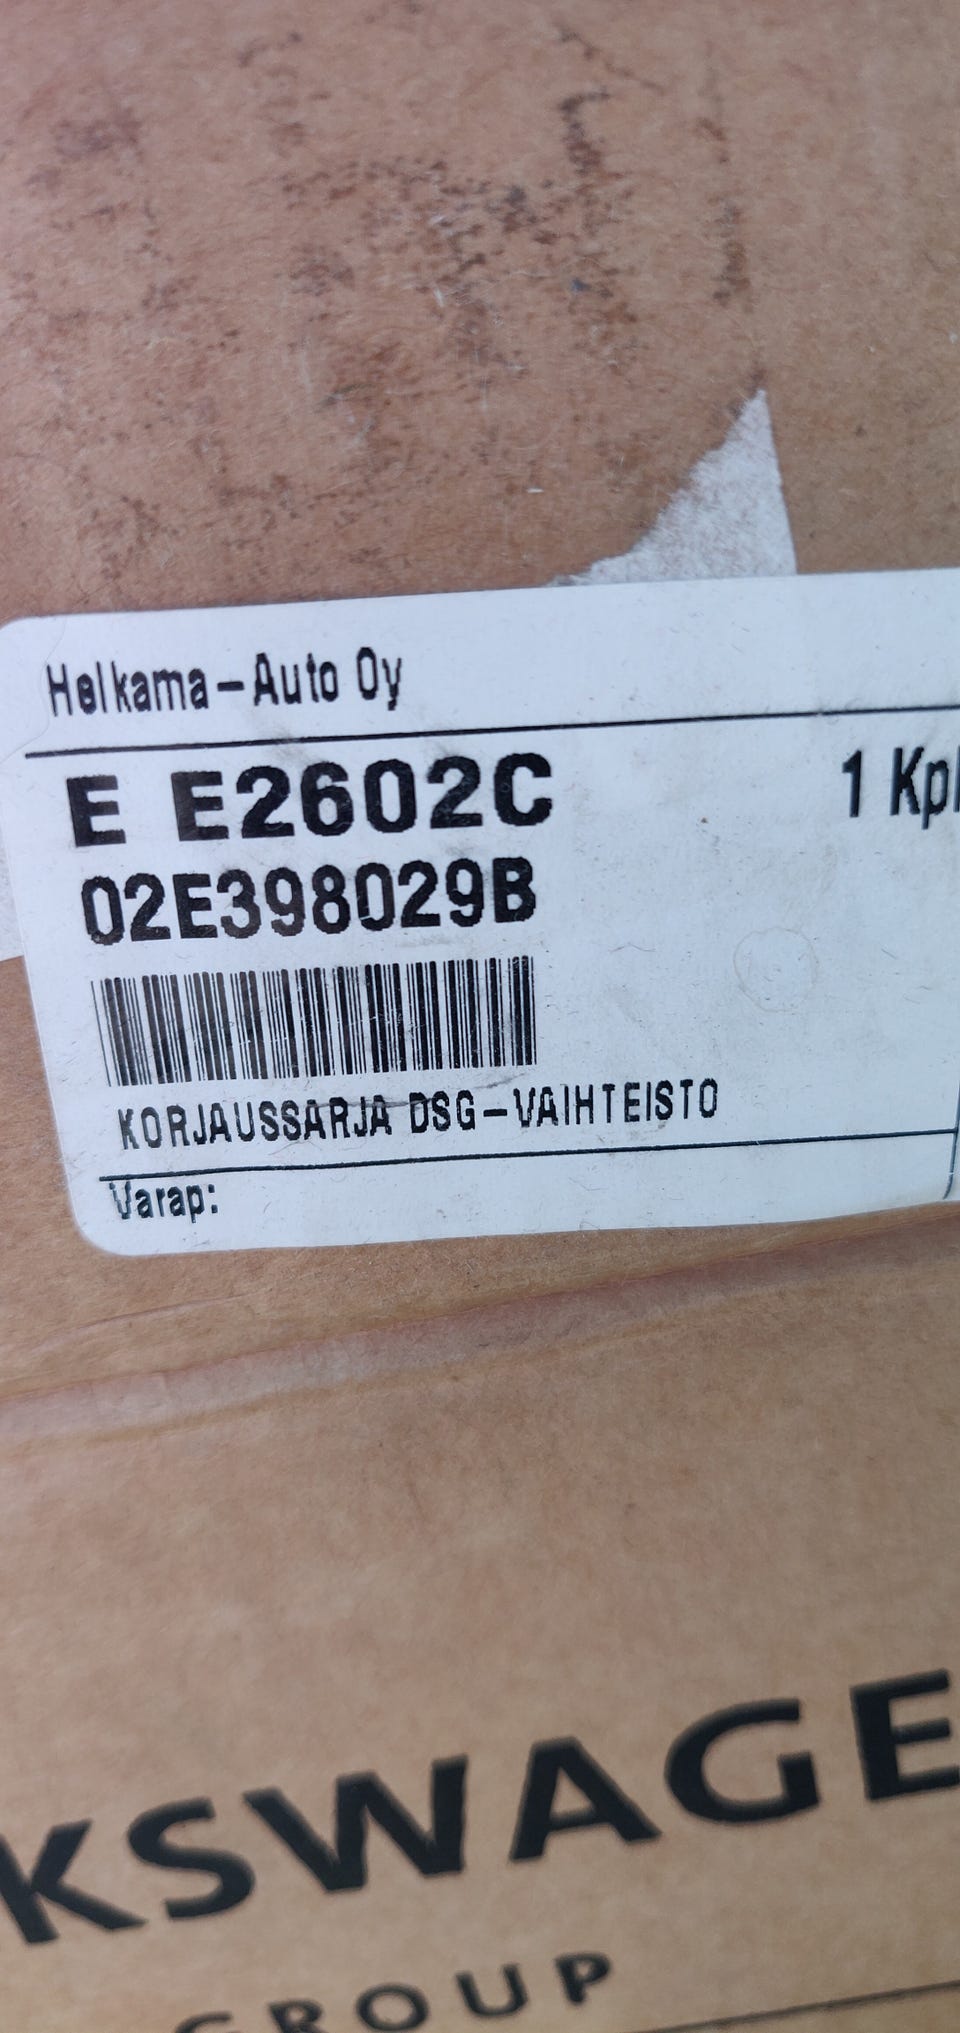 Helkama-Auto Oy
E E2602C 1 Kpl
02E398029B
KORJAUSSARJA DSG-VAIHTEISTO
Varap:
KSWAGE
GROUP